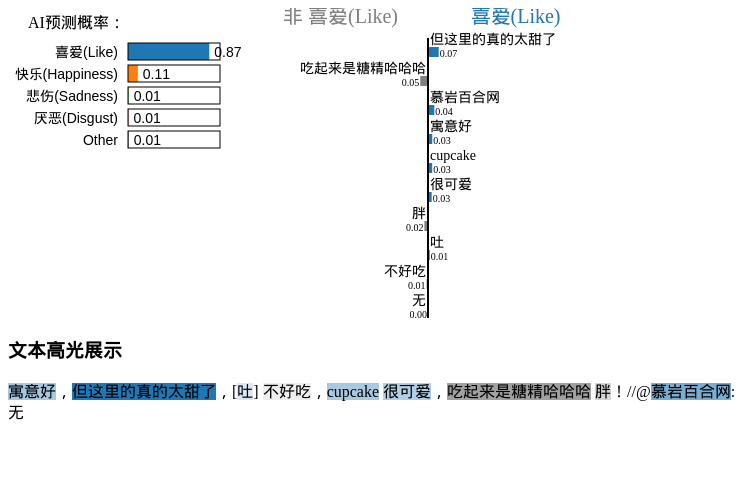 AI预测概率：
喜爱(Like) 0.87
快乐(Happiness) 0.11
悲伤(Sadness) 0.01
厌恶(Disgust) 0.01
Other 0.01
非 喜爱(Like) 喜爱(Like)
但这里的真的太甜了
0.07
吃起来是糖精哈哈哈
0.05
慕岩百合网
0.04
寓意好
0.03
cupcake
0.03
很可爱
0.03
胖
0.02
吐
0.01
不好吃
0.01
无
0.00
文本高光展示
寓意好，但这里的真的太甜了，[吐] 不好吃，cupcake 很可爱，吃起来是糖精哈哈哈 胖！//@慕岩百合网:
无